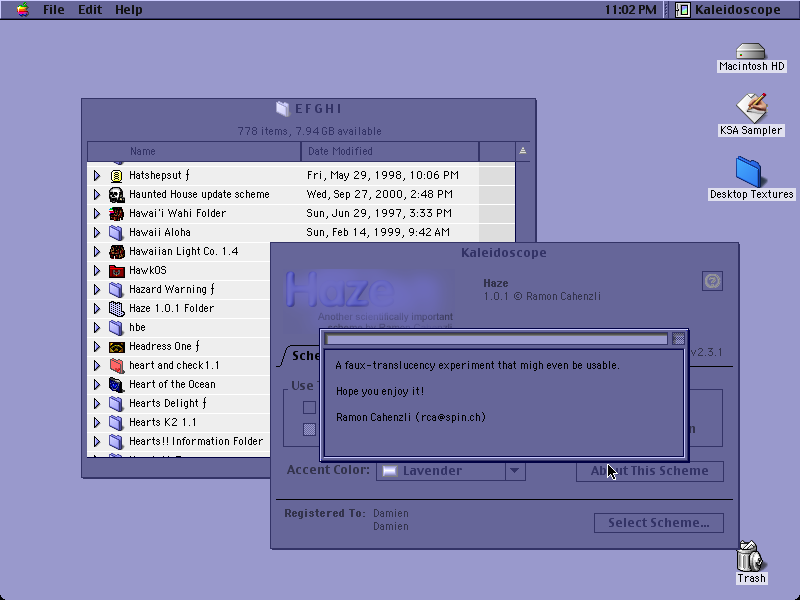 File Edit Help
11:02 PM Kaleidoscope
Macintosh HD
KSA Sampler
Desktop Textures
Trash
EFGHI
778 items, 7.94 GB available
Name Date Modified
Hatshepsut ƒ Fri, May 29, 1998, 10:06 PM
Haunted House update scheme Wed, Sep 27, 2000, 2:48 PM
Hawai'i Wahi Folder Sun, Jun 29, 1997, 3:33 PM
Hawaii Aloha Sun, Feb 14, 1999, 9:42 AM
Hawaiian Light Co. 1.4
HawkOS
Hazard Warning ƒ
Haze 1.0.1 Folder
hbe
Headress One ƒ
heart and check1.1
Heart of the Ocean
Hearts Delight ƒ
Hearts K2 1.1
Hearts!! Information Folder
Kaleidoscope
Haze
Another scientifically important
scheme by Ramon Cahenzli
Haze
1.0.1 © Ramon Cahenzli
v2.3.1
Sche
Use
A faux-translucency experiment that migh even be usable.
Hope you enjoy it!
Ramon Cahenzli (rca@spin.ch)
Accent Color: Lavender
About This Scheme
Registered To: Damien
Damien
Select Scheme...